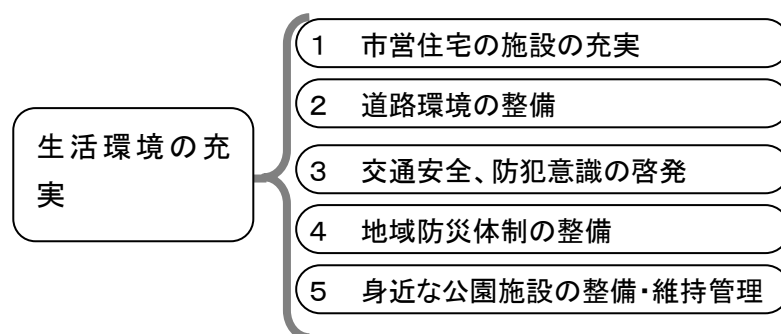 生活環境の充
実
1 市営住宅の施設の充実
2 道路環境の整備
3 交通安全、防犯意識の啓発
4 地域防災体制の整備
5 身近な公園施設の整備・維持管理